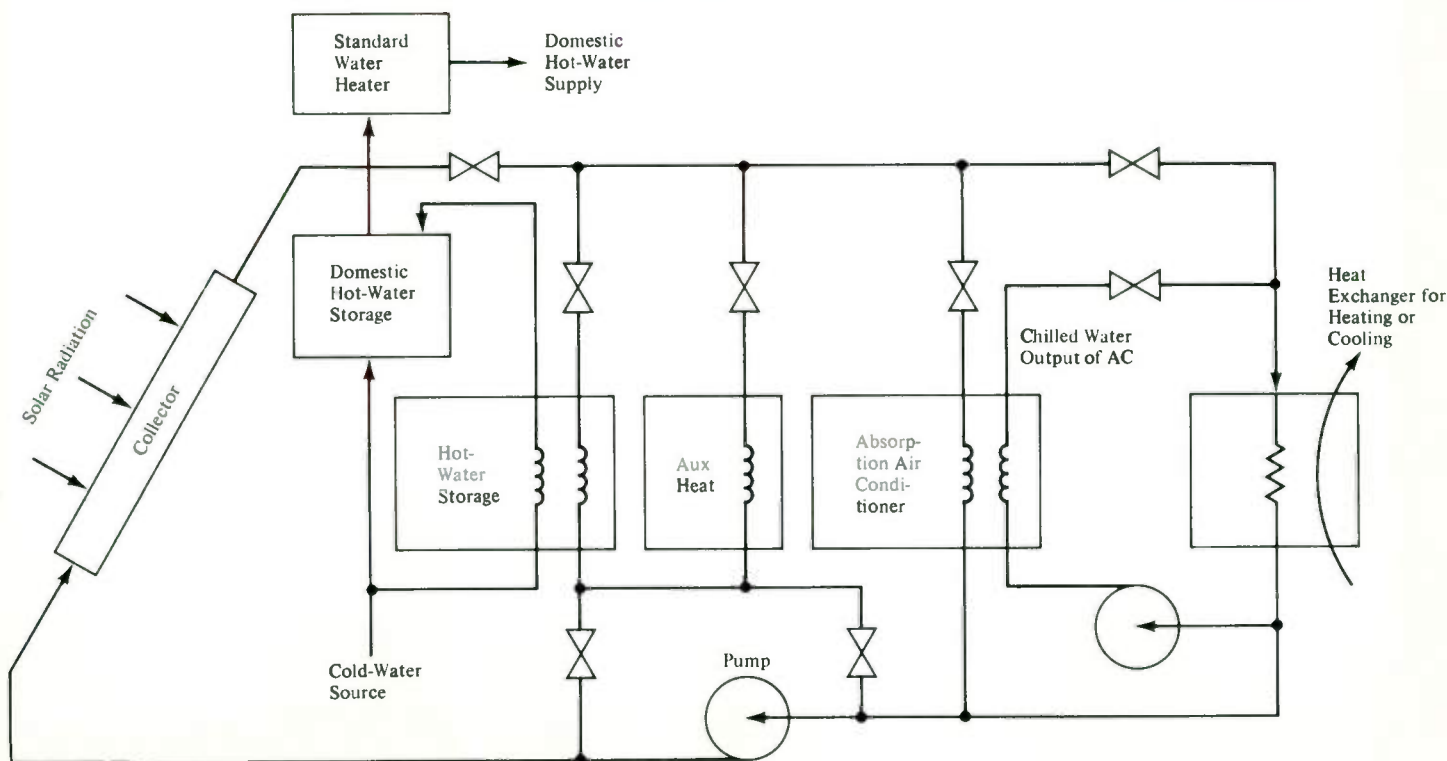 Standard
Water
Heater
Domestic
Hot-Water
Supply
Domestic
Hot-Water
Storage
Solar Radiation
Collector
Hot-
Water
Storage
Aux
Heat
Absorp-
tion Air
Condi-
tioner
Chilled Water
Output of AC
Heat
Exchanger for
Heating or
Cooling
Cold-Water
Source
Pump